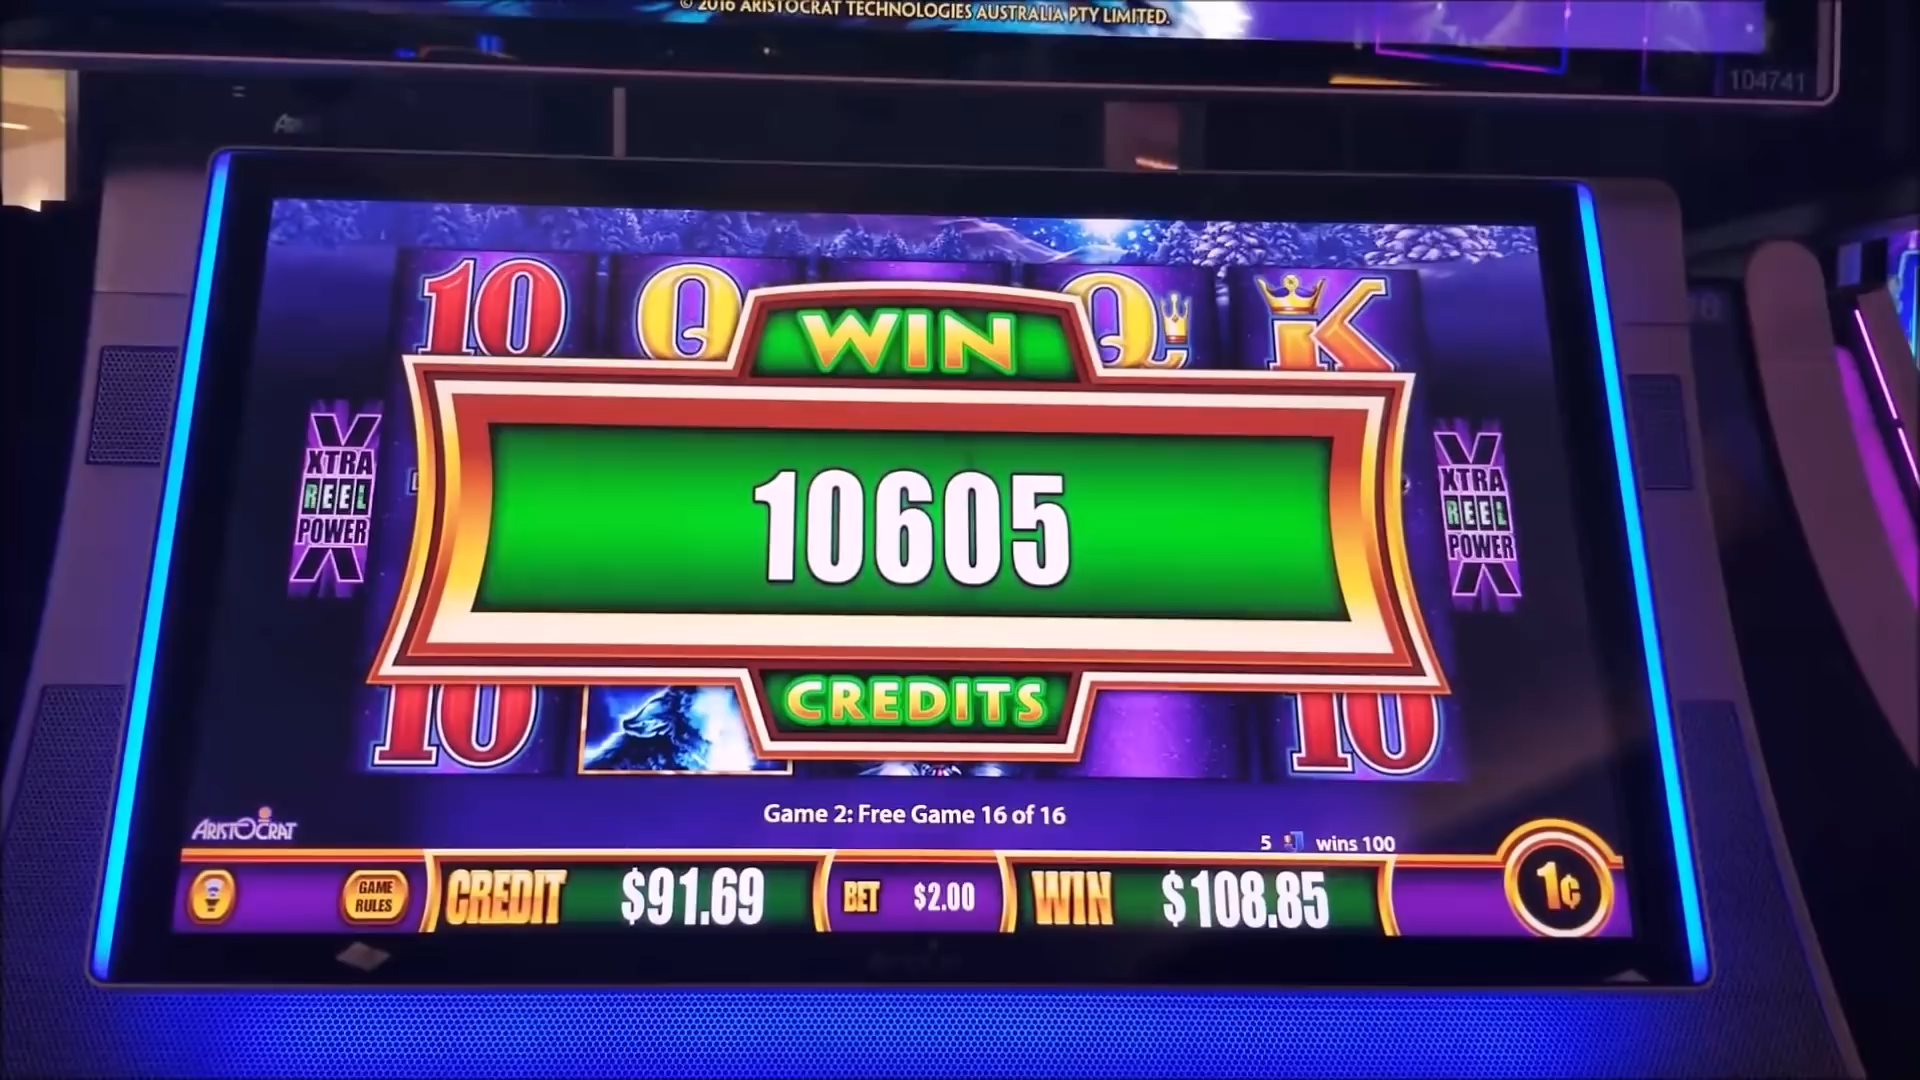 © 2016 ARISTOCRAT TECHNOLOGIES AUSTRALIA PTY LIMITED.
104741
10 Q Q K
WIN
XTRA REEL POWER
10605
XTRA REEL POWER
CREDITS
10 10
Game 2: Free Game 16 of 16
ARISTOCRAT
5 wins 100
GAME RULES
CREDIT $91.69
BET $2.00
WIN $108.85
1¢